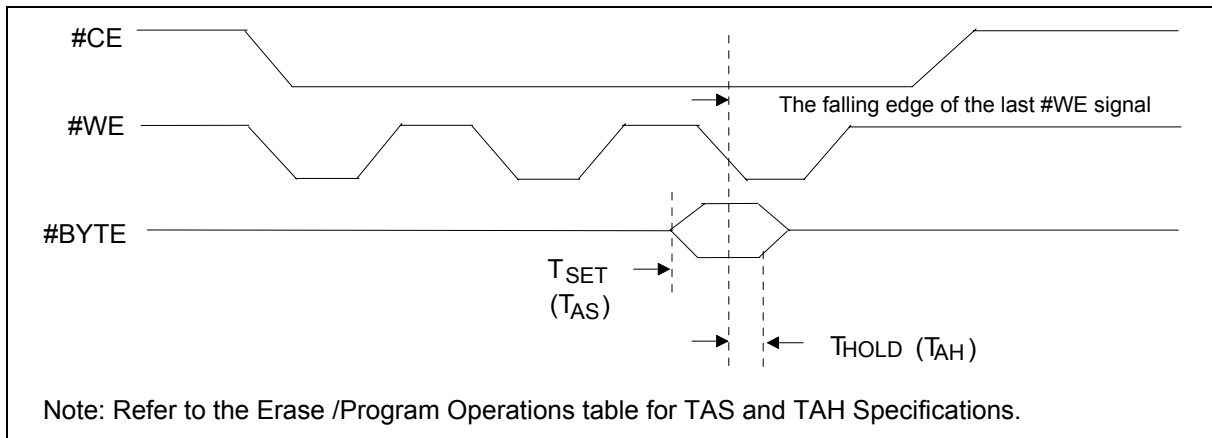 #CE
The falling edge of the last #WE signal
#WE
#BYTE
TSET
(TAS)
THOLD (TAH)
Note: Refer to the Erase /Program Operations table for TAS and TAH Specifications.